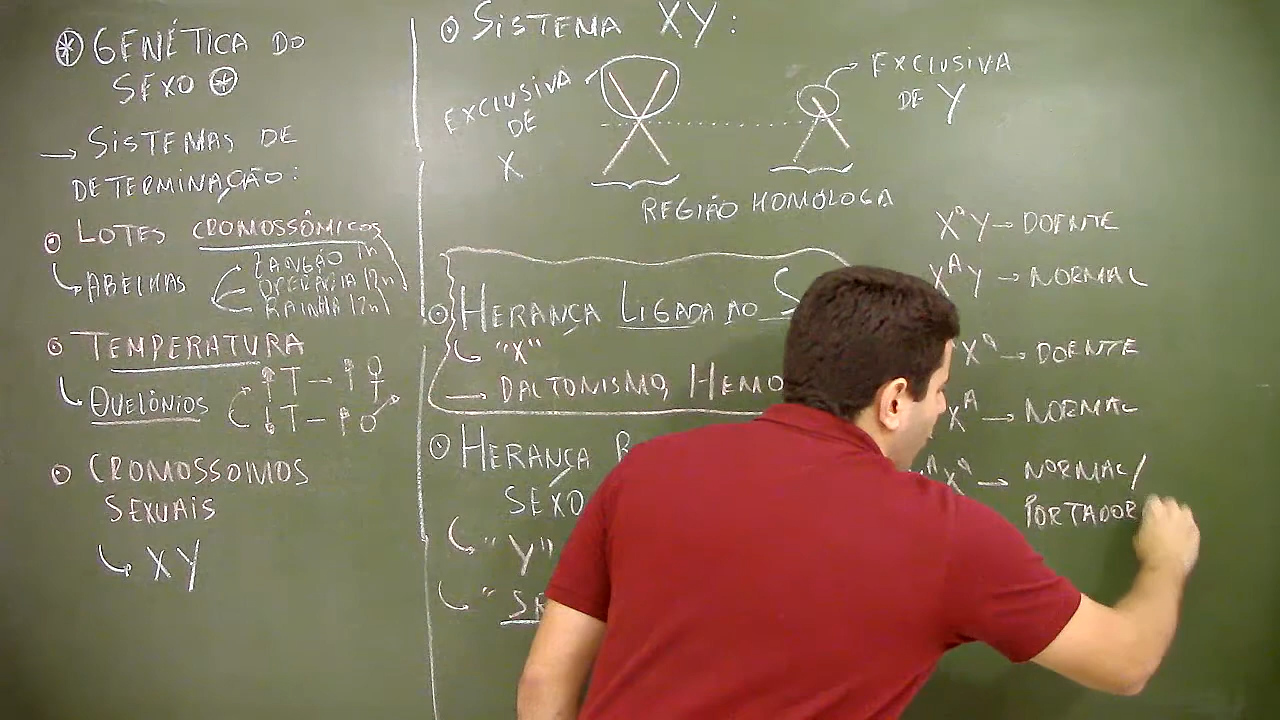 GENÉTICA DO
SEXO
→ SISTEMAS DE
DETERMINAÇÃO:
LOTES CROMOSSÔMICOS
ABELHAS
ZANGÃO 1n
OPERÁRIA (2n)
RAINHA (2n)
TEMPERATURA
QUELÔNIOS
↑T → ↑♀
↓T → ↑♂
CROMOSSOMOS
SEXUAIS
↳ XY
SISTEMA XY:
EXCLUSIVA
DE
X
EXCLUSIVA
DE Y
REGIÃO HOMÓLOGA
HERANÇA LIGADA AO S
↳ "X"
→ DALTONISMO, HEMO
HERANÇA R
SEXO
↳ "Y"
↳ "
XᵃY → DOENTE
XᴬY → NORMAL
Xᵃ → DOENTE
Xᴬ → NORMAL
Xᵃ → NORMAL/
PORTADOR